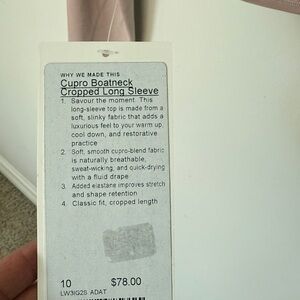 WHY WE MADE THIS
Cupro Boatneck
Cropped Long Sleeve
1. Savour the moment. This
long-sleeve top is made from a
soft, slinky fabric that adds a
luxurious feel to your warm up,
cool down, and restorative
practice
2. Soft, smooth cupro-blend fabric
is naturally breathable,
sweat-wicking, and quick-drying
with a fluid drape
3. Added elastane improves stretch
and shape retention
4. Classic fit, cropped length
10 $78.00
LW3IG2S ADAT